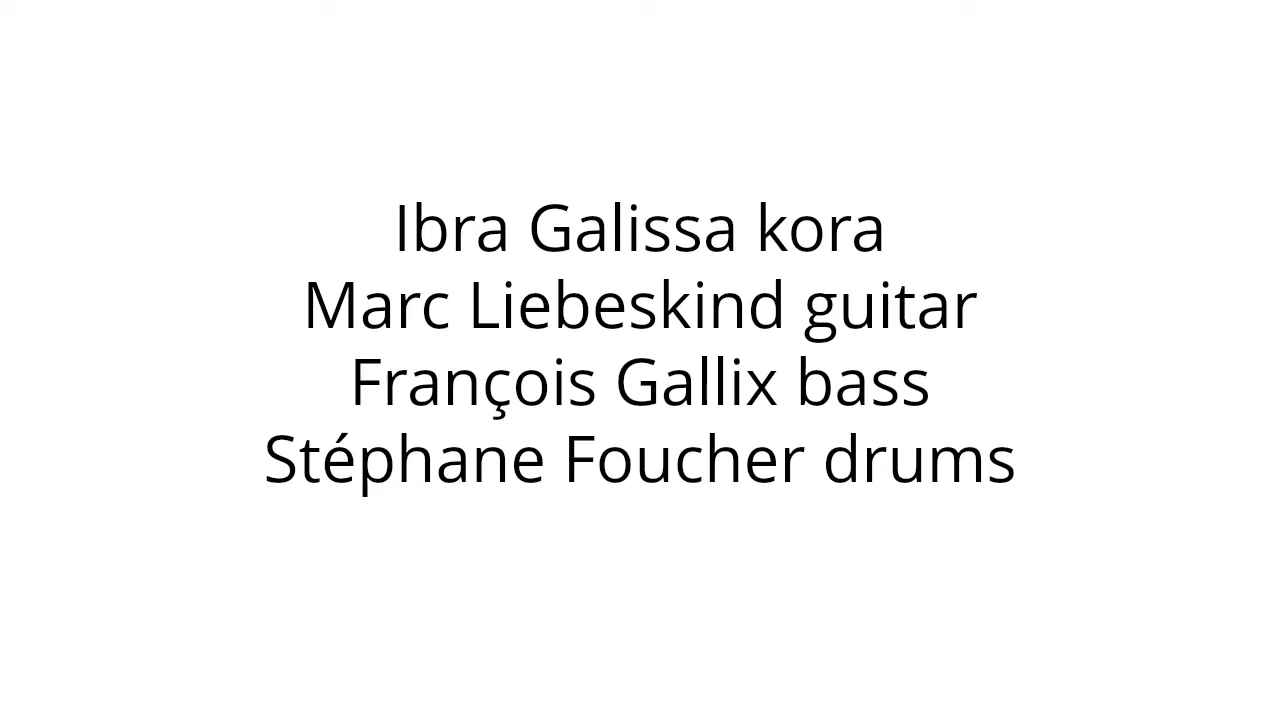 Ibra Galissa kora
Marc Liebeskind guitar
François Gallix bass
Stéphane Foucher drums